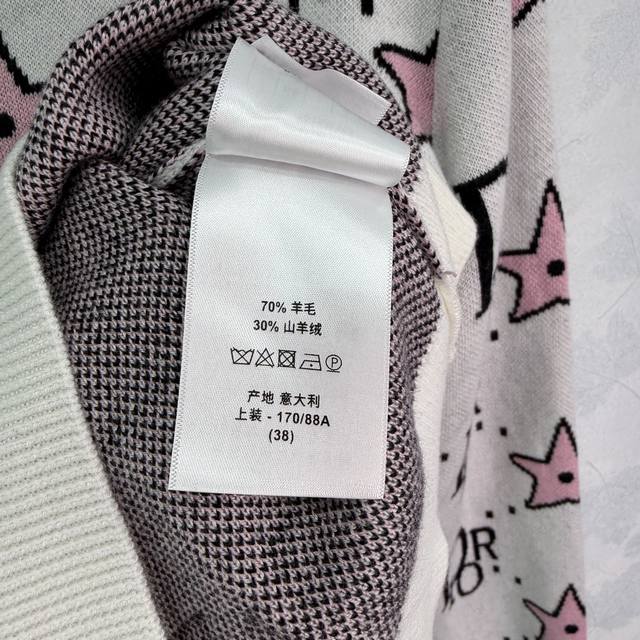 70% 羊毛
30% 山羊绒
产地 意大利
上装 - 170/88A
(38)